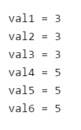 val1 = 3
val2 = 3
val3 = 3
val4 = 5
val5 = 5
val6 = 5